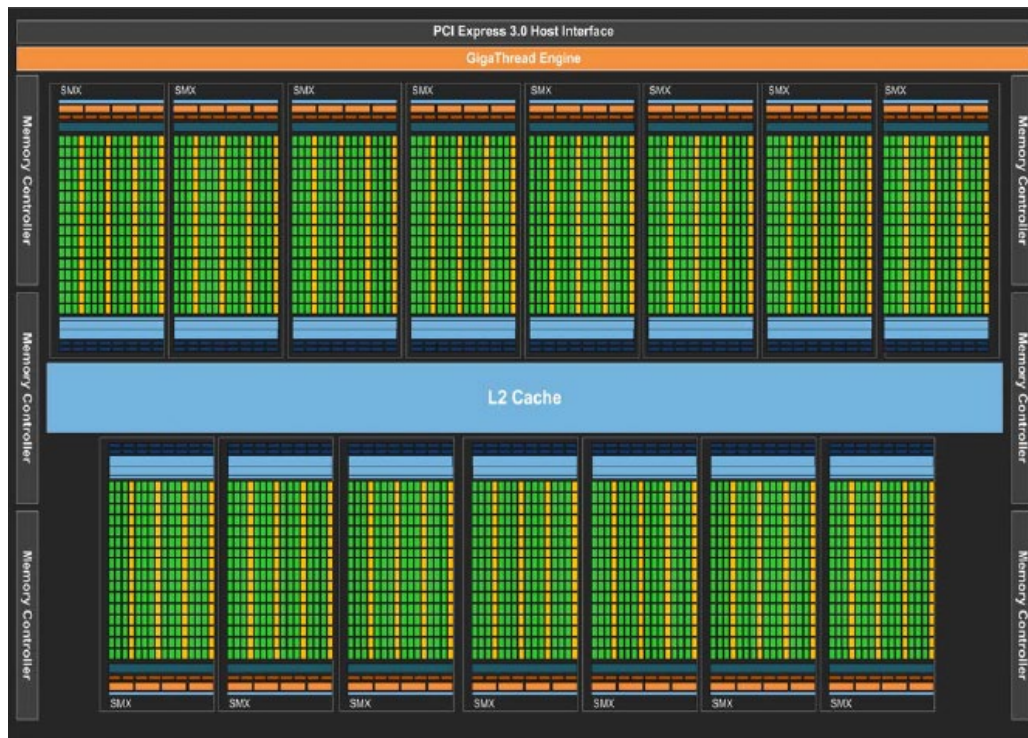 PCI Express 3.0 Host Interface
GigaThread Engine
SMX SMX SMX SMX SMX SMX SMX SMX
Memory Controller
Memory Controller
Memory Controller
Memory Controller
L2 Cache
Memory Controller
Memory Controller
SMX SMX SMX SMX SMX SMX SMX